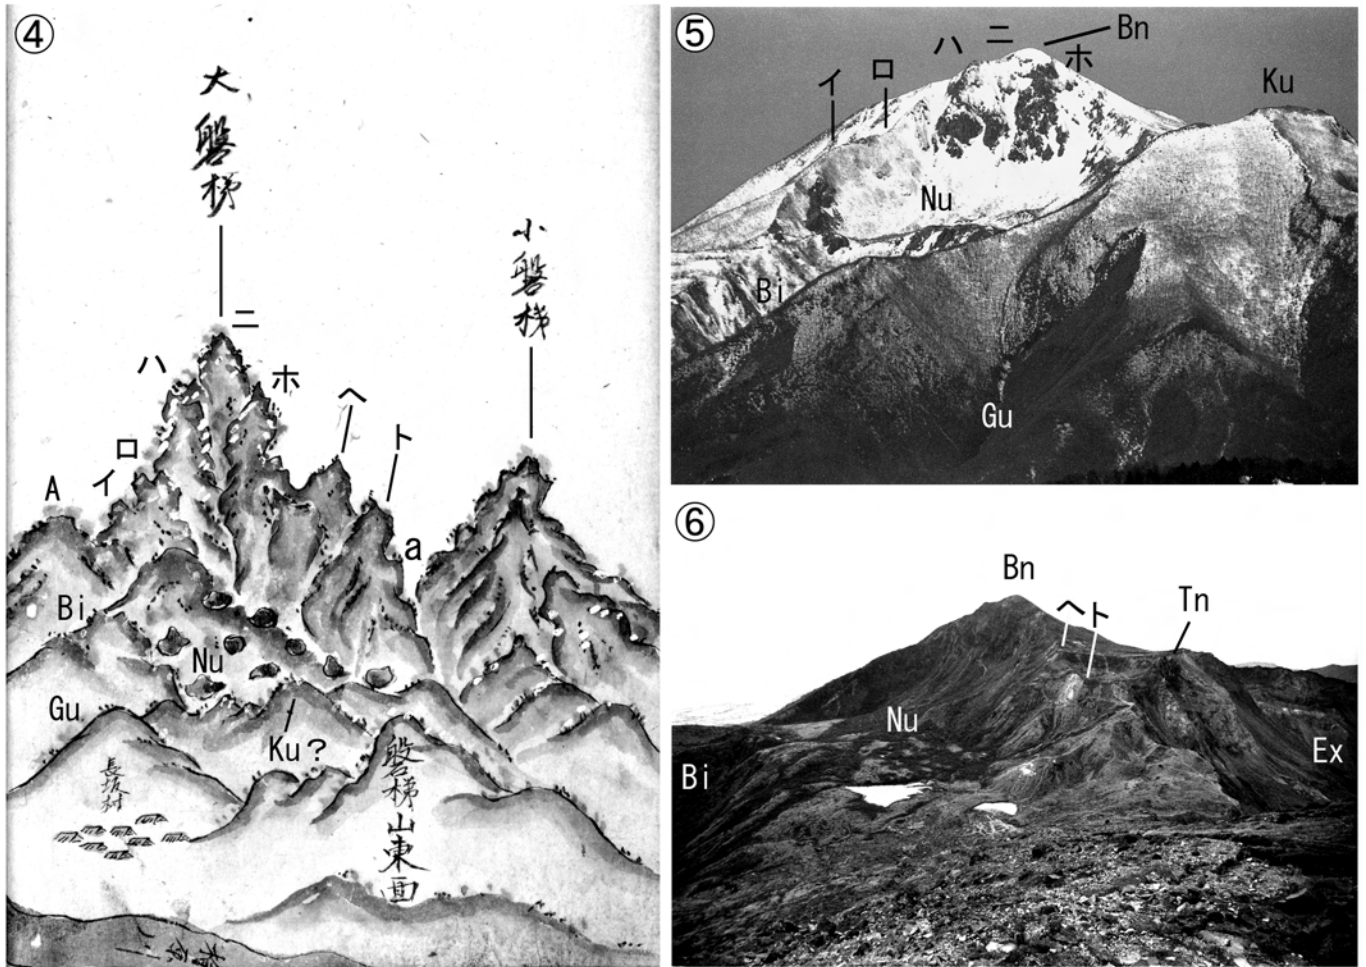 ④
大磐梯
小磐梯
ニ
ハ
ホ
ヘ
ト
ロ
イ
A
a
Bi
Nu
Gu
Ku?
長坂村
磐梯山東面
⑤
Bn
ニ
ハ
ホ
ロ
イ
Ku
Nu
Bi
Gu
⑥
Bn
ヘ
ト
Tn
Nu
Bi
Ex